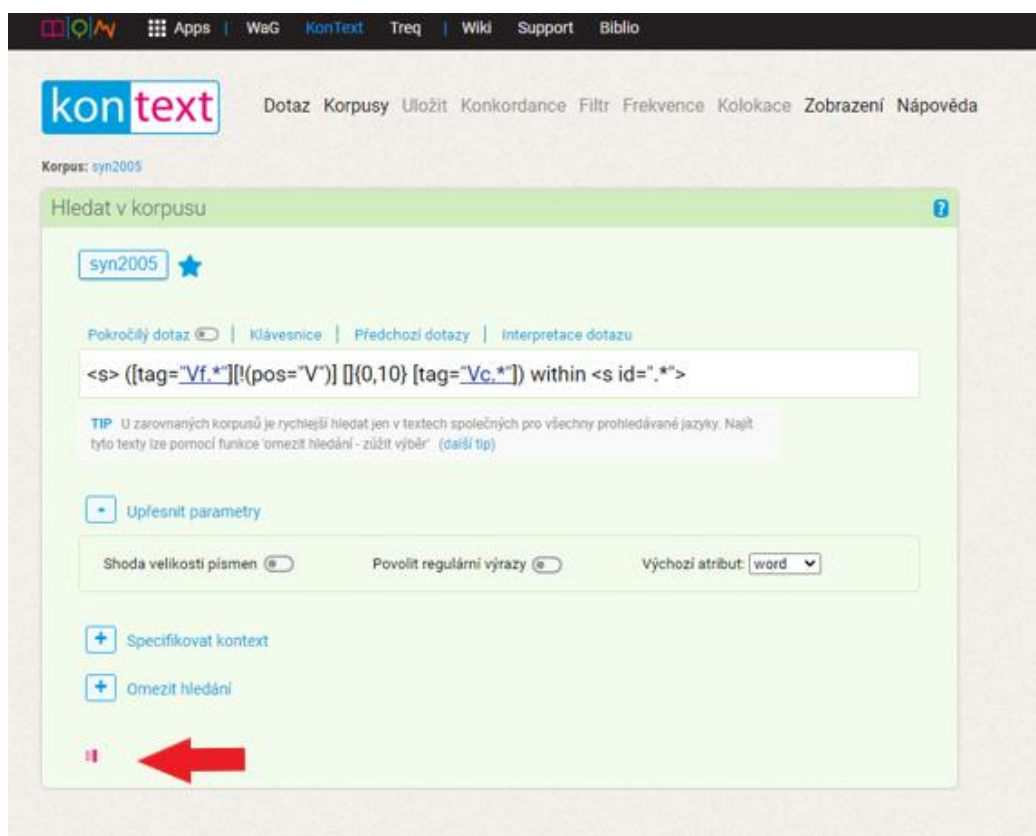 Apps | WaG KonText Treq | Wiki Support Biblio
kontext Dotaz Korpusy Uložit Konkordance Filtr Frekvence Kolokace Zobrazení Nápověda
Korpus: syn2005
Hledat v korpusu ?
syn2005
Pokročilý dotaz | Klávesnice | Předchozí dotazy | Interpretace dotazu
<s> ([tag="Vf.*"][!(pos="V")] []{0,10} [tag="Vc.*"]) within <s id=".*">
TIP U zarovnaných korpusů je rychlejší hledat jen v textech společných pro všechny prohledávané jazyky. Najít
tyto texty lze pomocí funkce 'omezit hledání - zúžit výběr' (další tip)
- Upřesnit parametry
Shoda velikosti písmen Povolit regulární výrazy Výchozí atribut: word
+ Specifikovat kontext
+ Omezit hledání